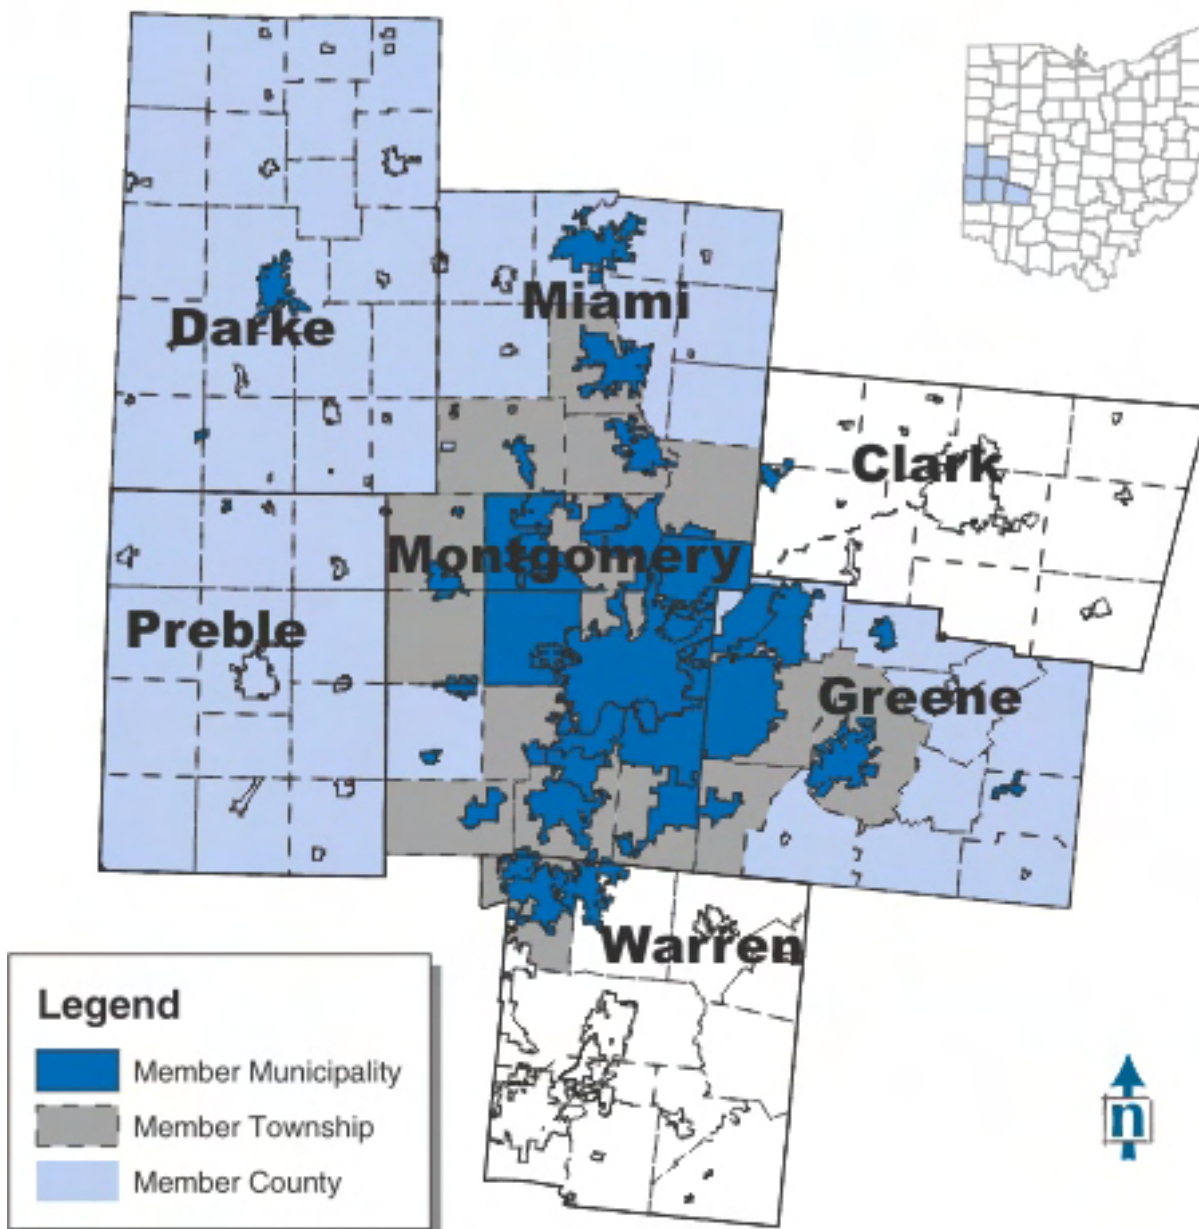 Miami
Darke
Clark
Montgomery
Preble
Greene
Warren
Legend
Member Municipality
Member Township
Member County
n